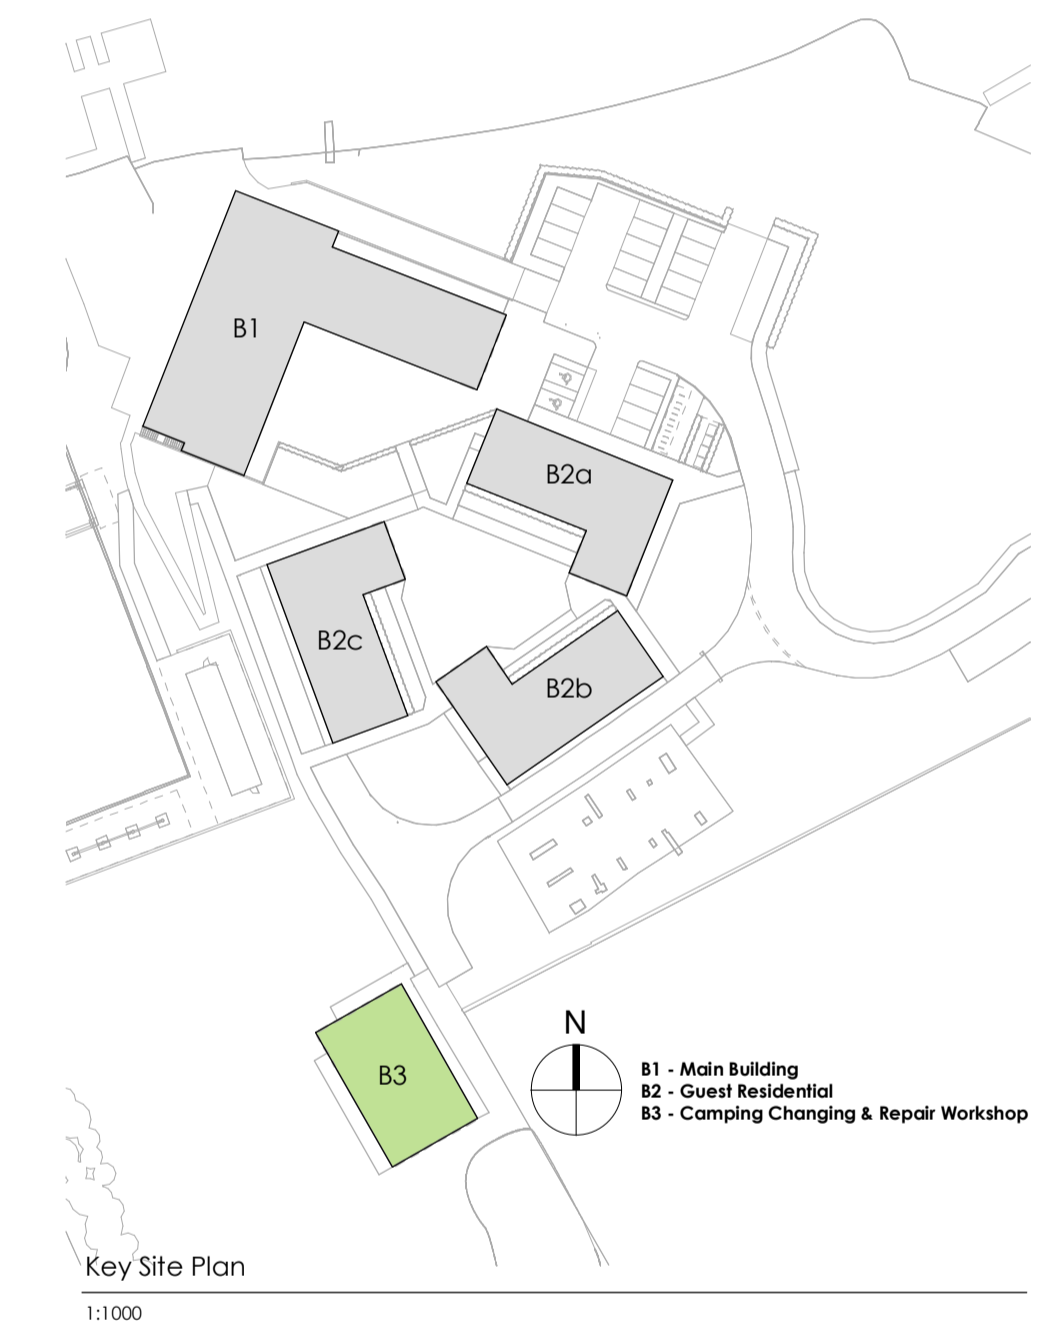 B1
B2a
B2c
B2b
B3
N
B1 - Main Building
B2 - Guest Residential
B3 - Camping Changing & Repair Workshop
Key Site Plan
1:1000